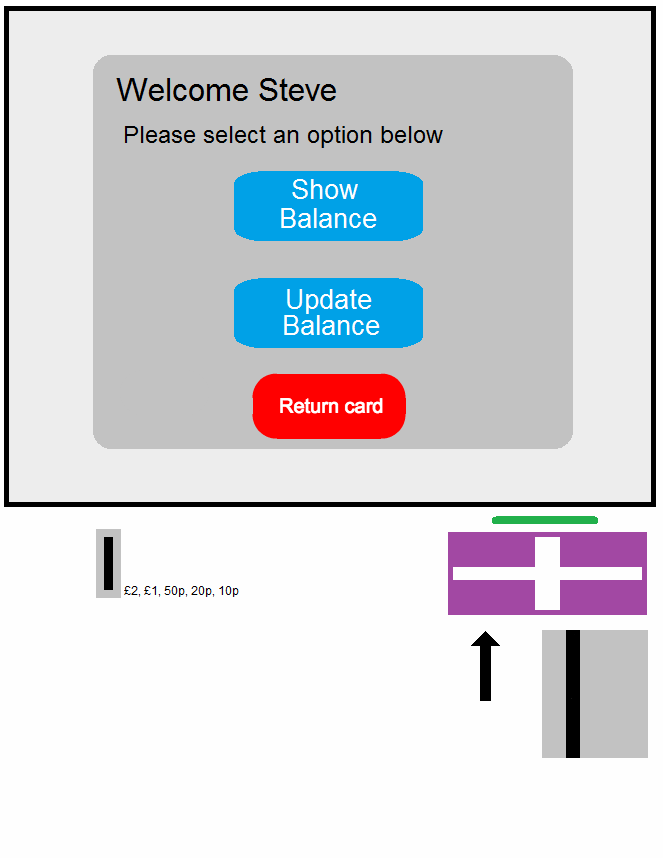 Welcome Steve
Please select an option below
Show
Balance
Update
Balance
Return card
£2, £1, 50p, 20p, 10p